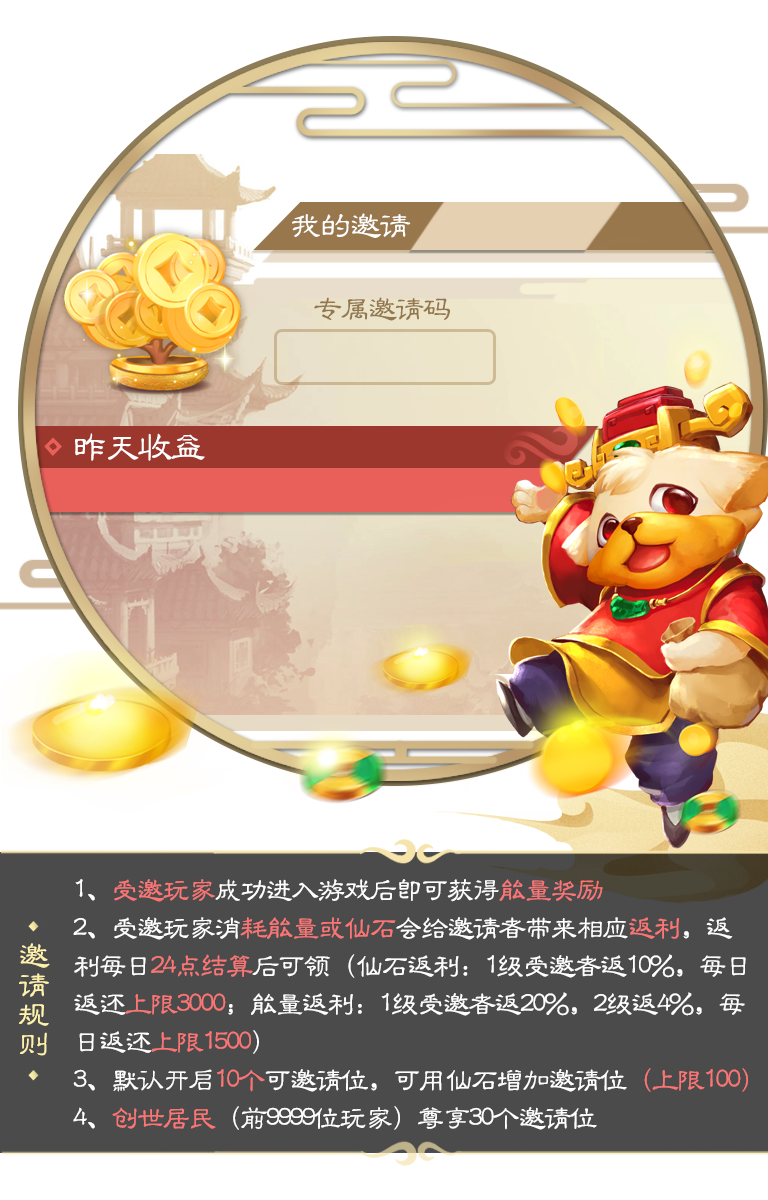 我的邀请
专属邀请码
昨天收益
邀请规则
1、受邀玩家成功进入游戏后即可获得能量奖励
2、受邀玩家消耗能量或仙石会给邀请者带来相应返利，返
利每日24点结算后可领（仙石返利：1级受邀者返10%，每日
返还上限3000；能量返利：1级受邀者返20%，2级返4%，每
日返还上限1500）
3、默认开启10个可邀请位，可用仙石增加邀请位（上限100）
4、创世居民（前9999位玩家）尊享30个邀请位